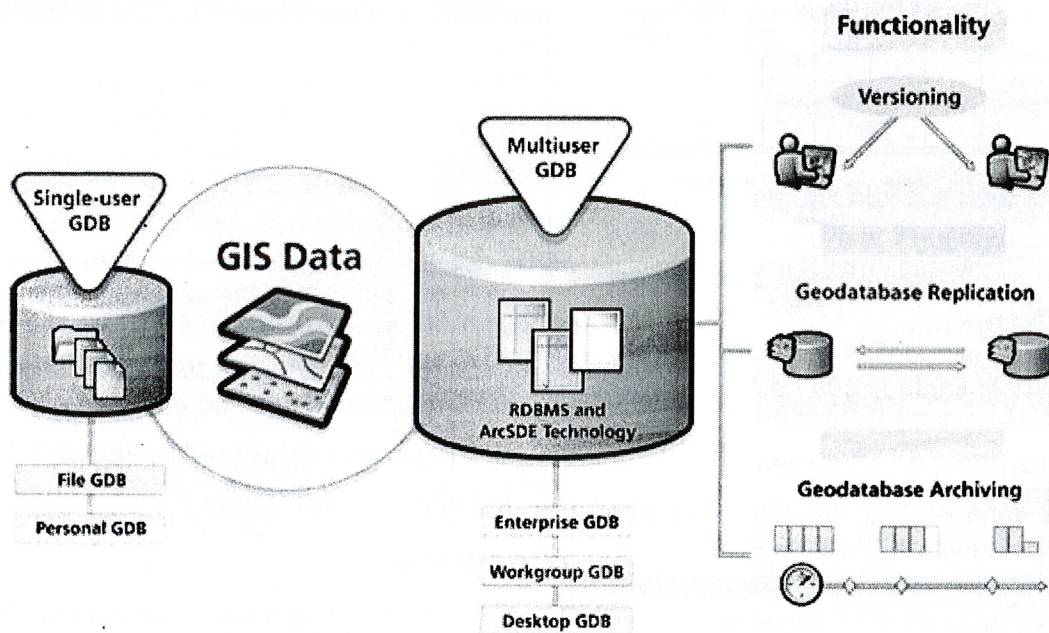 Functionality
Versioning
Multiuser
GDB
Single-user
GDB
GIS Data
Geodatabase Replication
RDBMS and
ArcSDE Technology
File GDB
Personal GDB
Geodatabase Archiving
Enterprise GDB
Workgroup GDB
Desktop GDB